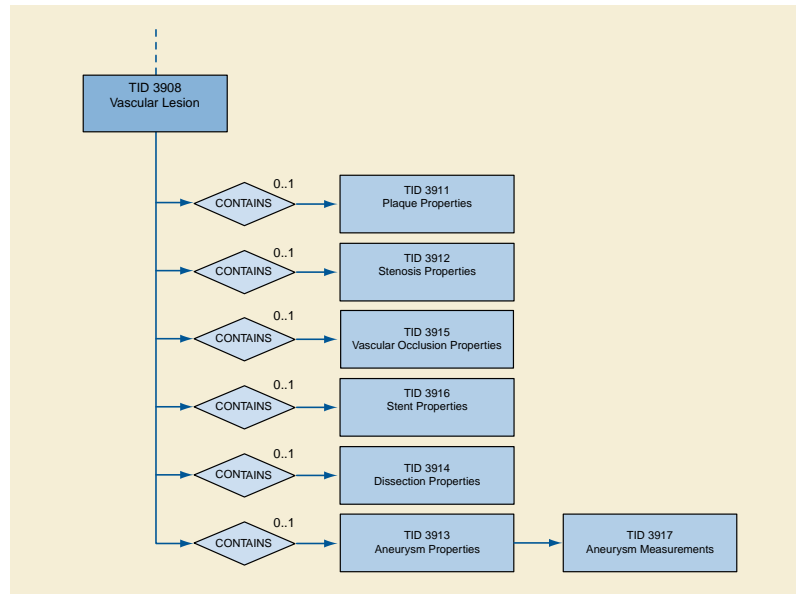 TID 3908
Vascular Lesion
0..1
CONTAINS
TID 3911
Plaque Properties
0..1
CONTAINS
TID 3912
Stenosis Properties
0..1
CONTAINS
TID 3915
Vascular Occlusion Properties
0..1
CONTAINS
TID 3916
Stent Properties
0..1
CONTAINS
TID 3914
Dissection Properties
0..1
CONTAINS
TID 3913
Aneurysm Properties
TID 3917
Aneurysm Measurements